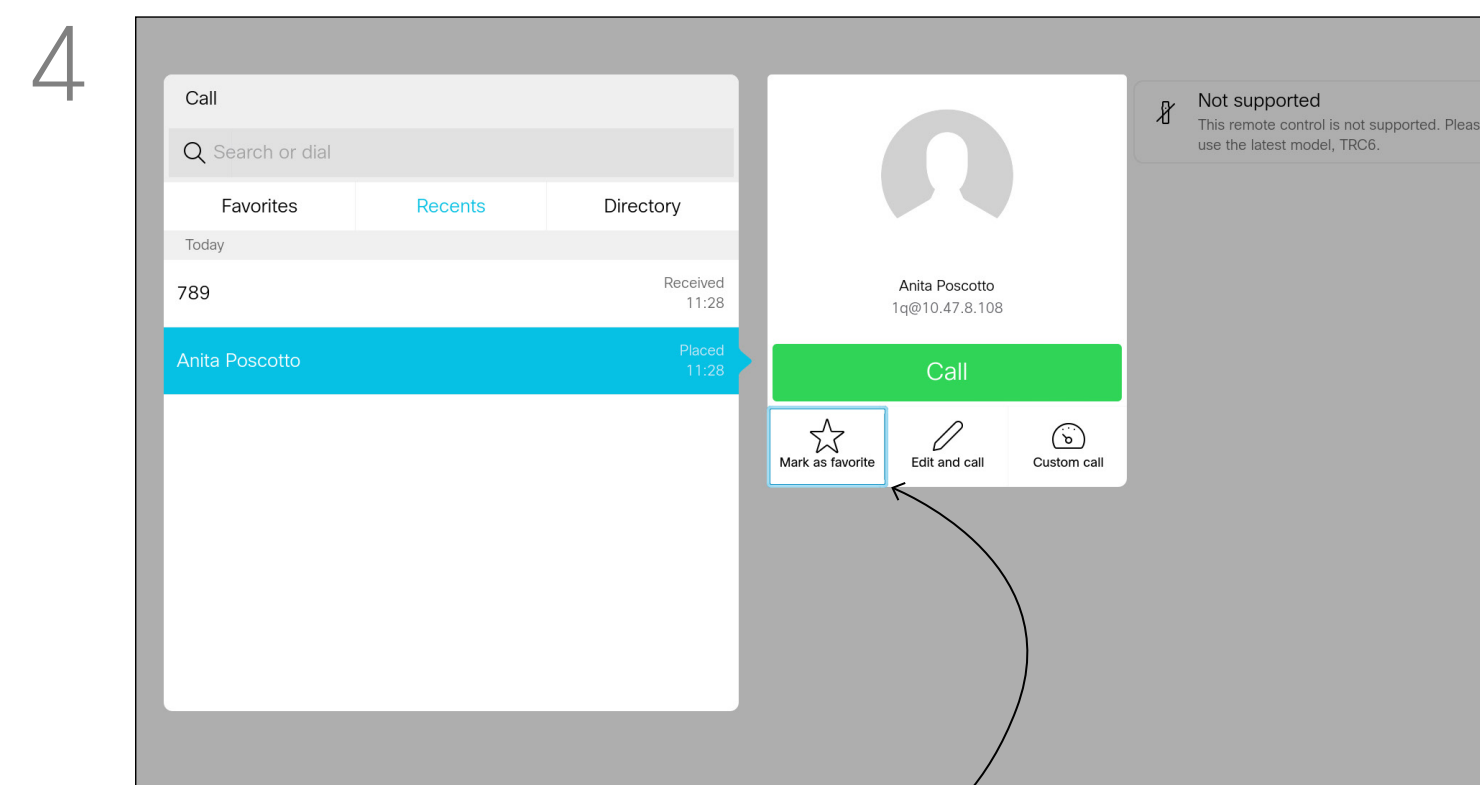 4
Call
Search or dial
Favorites Recents Directory
Today
789
Received
11:28
Anita Poscotto
Placed
11:28
Anita Poscotto
1q@10.47.8.108
Call
Mark as favorite Edit and call Custom call
Not supported
This remote control is not supported. Pleas
use the latest model, TRC6.